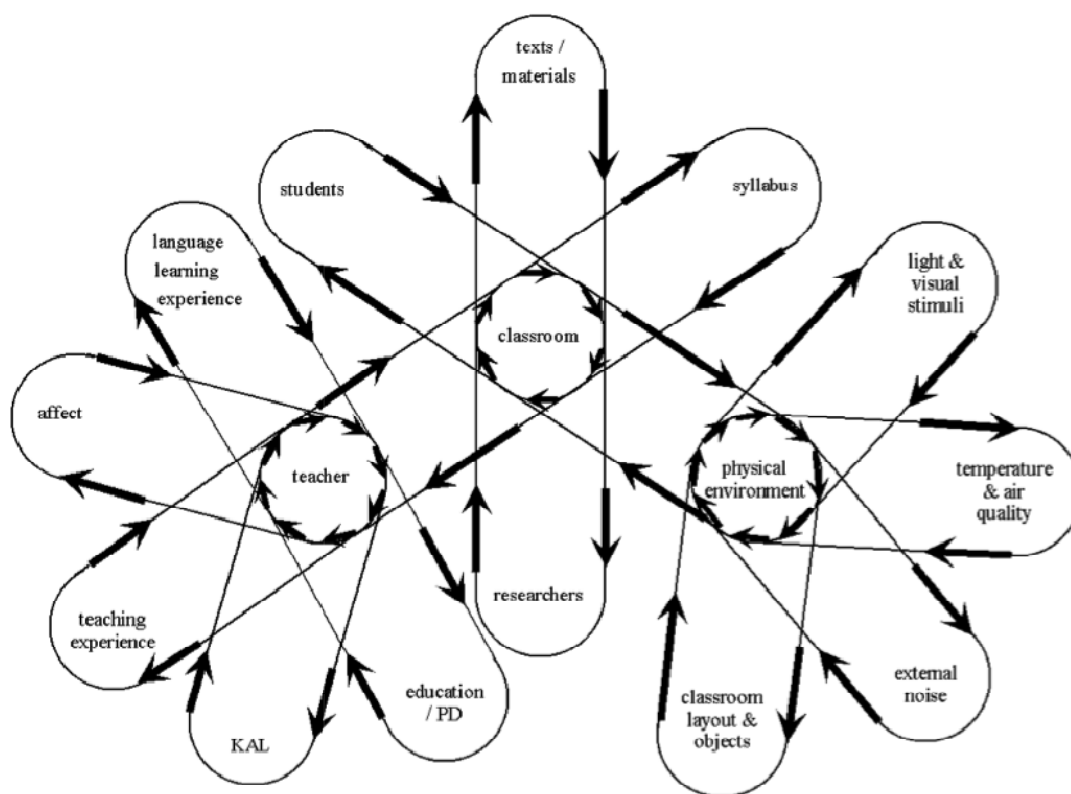 texts /
materials
students
syllabus
language
learning
experience
light &
visual
stimuli
classroom
affect
teacher
physical
environment
temperature
& air
quality
teaching
experience
researchers
education
/ PD
KAL
classroom
layout &
objects
external
noise